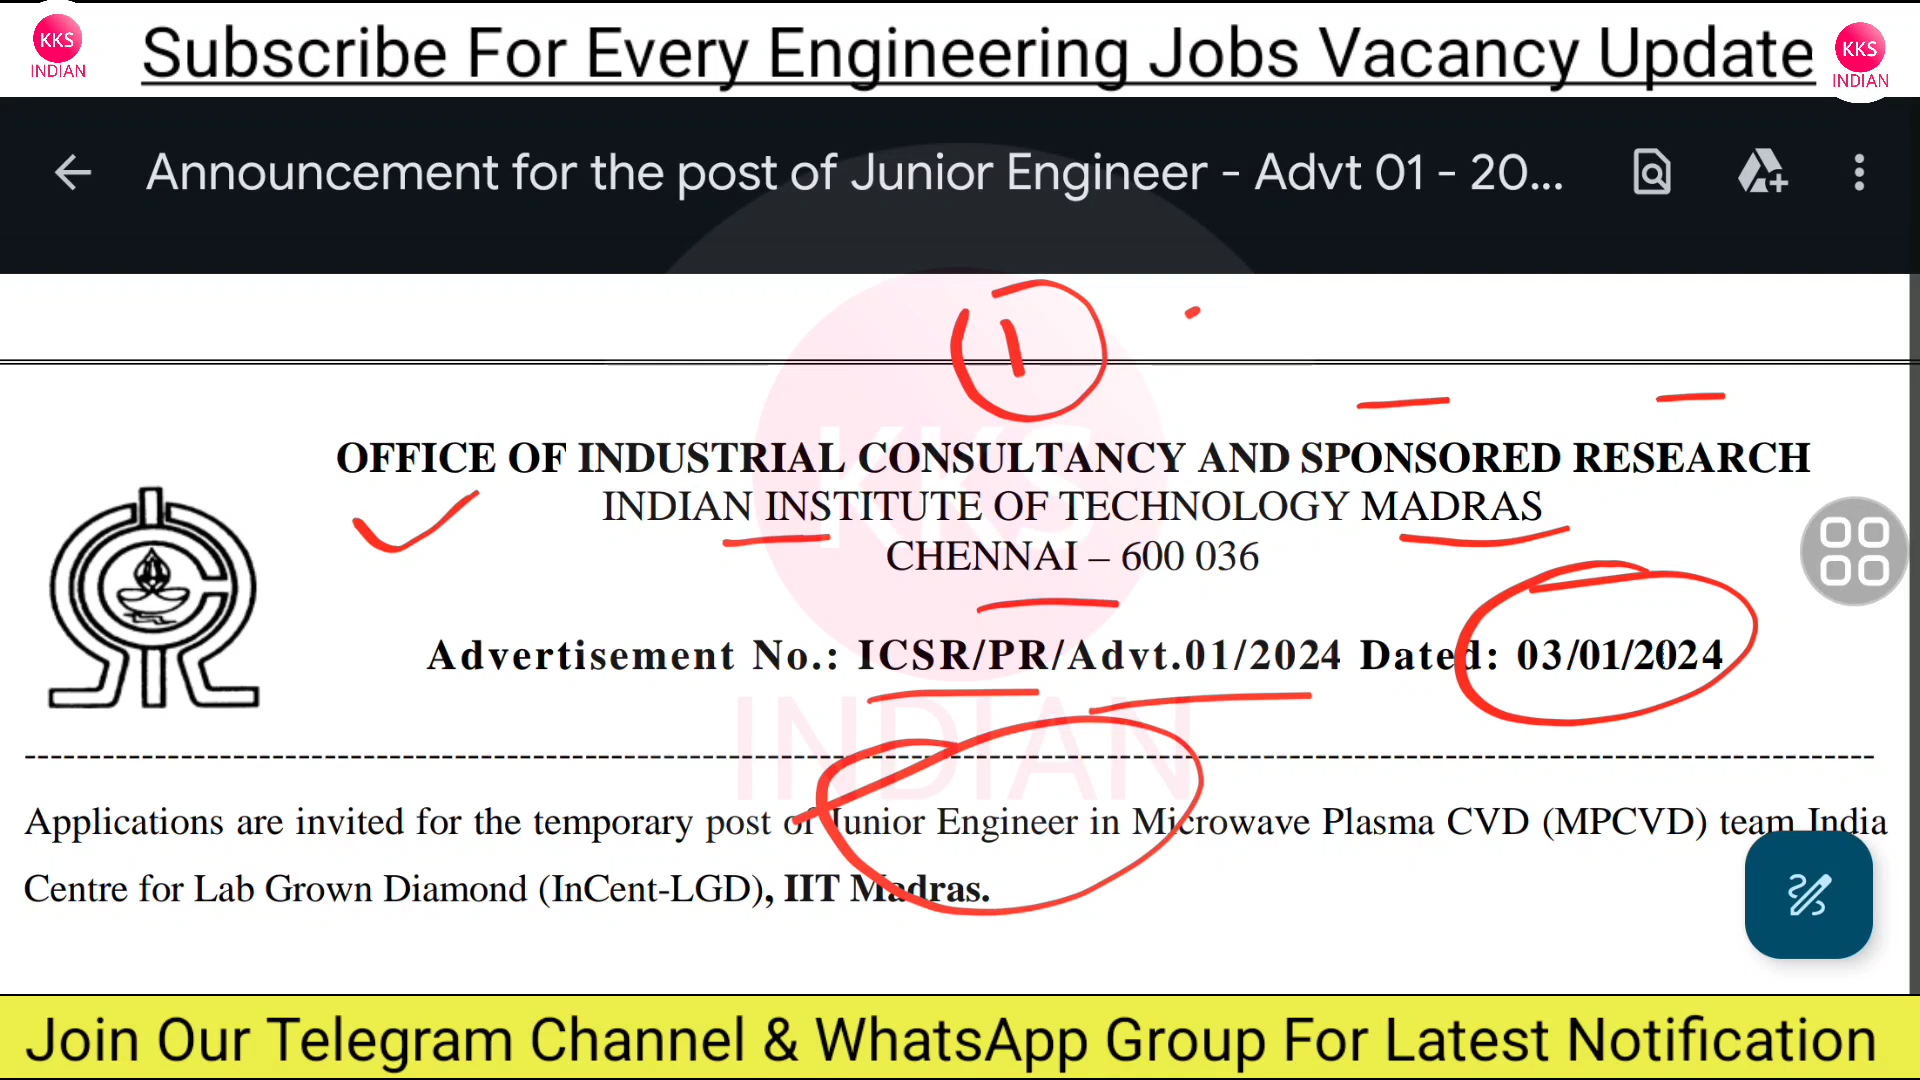 KKS
INDIAN
Subscribe For Every Engineering Jobs Vacancy Update
KKS
INDIAN
Announcement for the post of Junior Engineer - Advt 01 - 20...
1
OFFICE OF INDUSTRIAL CONSULTANCY AND SPONSORED RESEARCH
INDIAN INSTITUTE OF TECHNOLOGY MADRAS
CHENNAI – 600 036
Advertisement No.: ICSR/PR/Advt.01/2024 Dated: 03/01/2024
KKS
INDIAN
Applications are invited for the temporary post of Junior Engineer in Microwave Plasma CVD (MPCVD) team India
Centre for Lab Grown Diamond (InCent-LGD), IIT Madras.
Join Our Telegram Channel & WhatsApp Group For Latest Notification